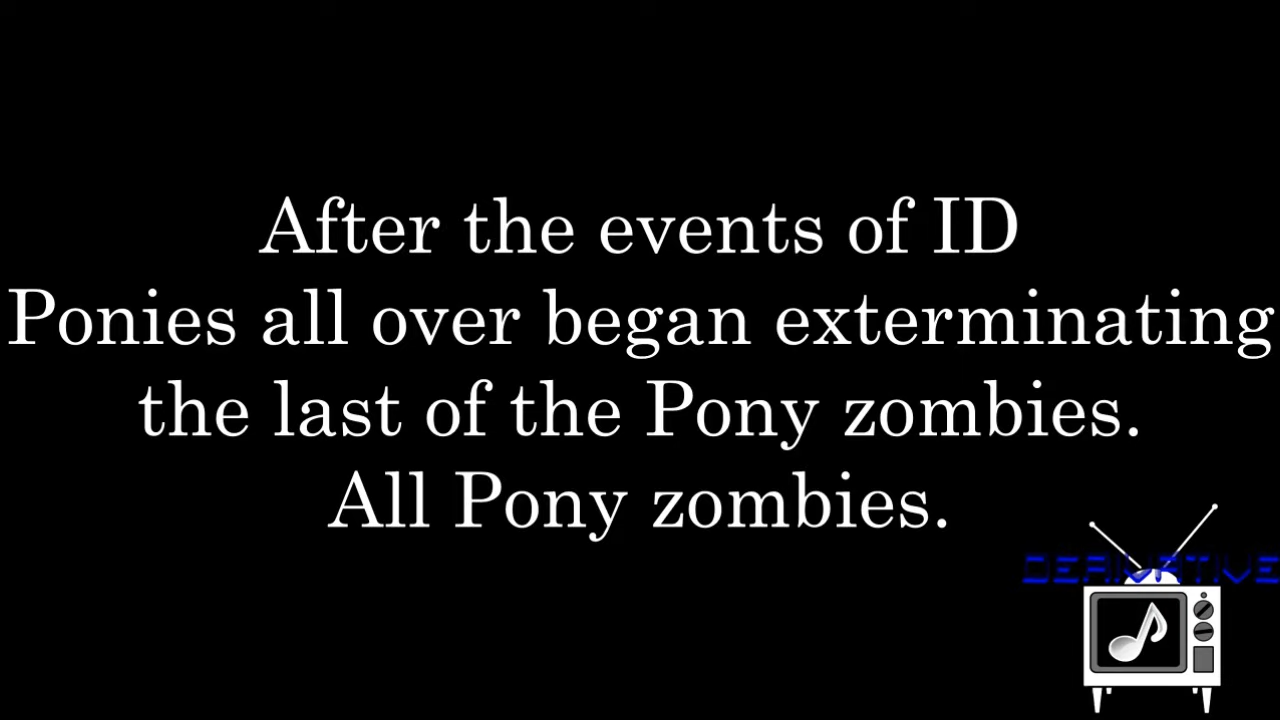 After the events of ID
Ponies all over began exterminating
the last of the Pony zombies.
All Pony zombies.
DERIVATIVE